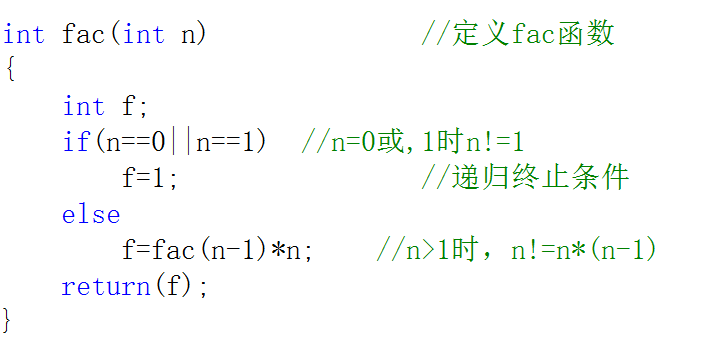 int fac(int n)                //定义fac函数
{
    int f;
    if(n==0||n==1)  //n=0或,1时n!=1
        f=1;                //递归终止条件
    else
        f=fac(n-1)*n;    //n>1时，n!=n*(n-1)
    return(f);
}